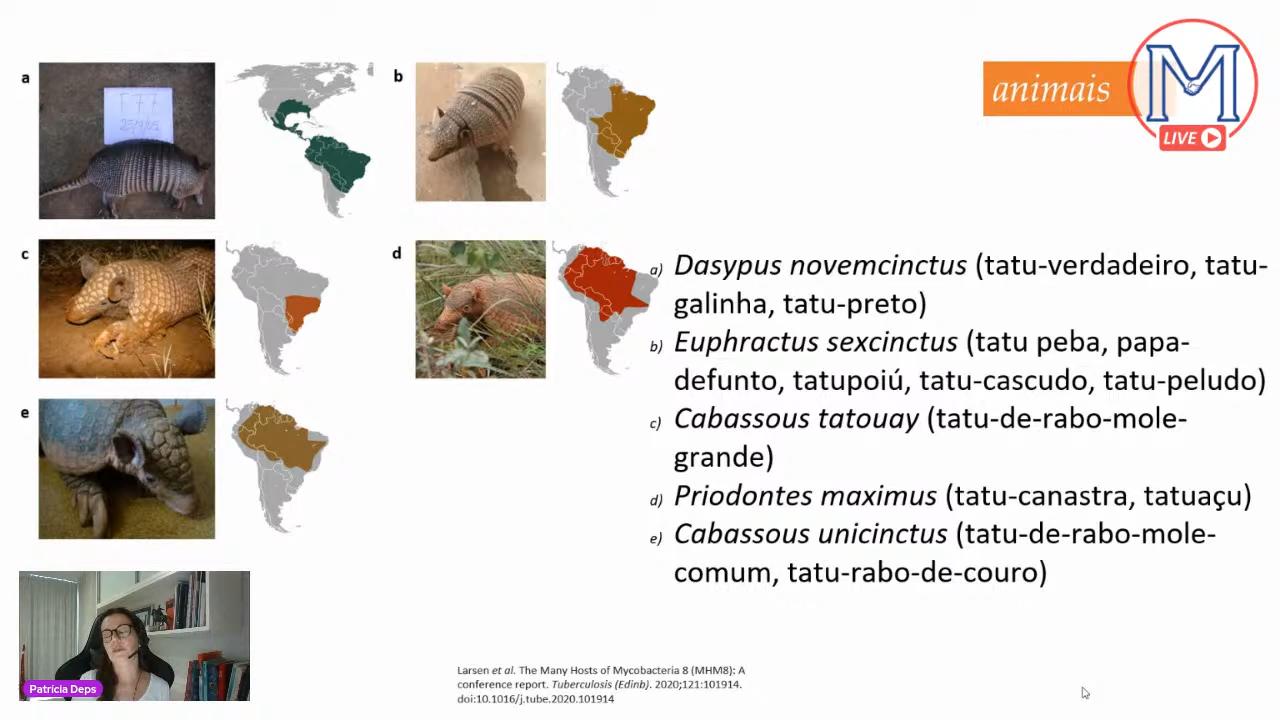 a
b
animais
M
LIVE
F77
c
d
a) Dasypus novemcinctus (tatu-verdadeiro, tatu-
galinha, tatu-preto)
b) Euphractus sexcinctus (tatu peba, papa-
defunto, tatupoiú, tatu-cascudo, tatu-peludo)
c) Cabassous tatouay (tatu-de-rabo-mole-
grande)
d) Priodontes maximus (tatu-canastra, tatuaçu)
e) Cabassous unicinctus (tatu-de-rabo-mole-
comum, tatu-rabo-de-couro)
e
Patrícia Deps
Larsen et al. The Many Hosts of Mycobacteria 8 (MHM8): A
conference report. Tuberculosis (Edinb). 2020;121:101914.
doi:10.1016/j.tube.2020.101914